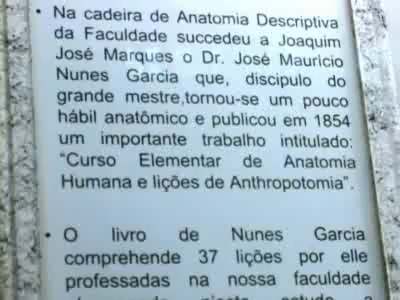 • Na cadeira de Anatomia Descriptiva
da Faculdade succedeu a Joaquim
José Marques o Dr. José Mauricio
Nunes Garcia que, discipulo do
grande mestre,tornou-se um pouco
hábil anatômico e publicou em 1854
um importante trabalho intitulado:
“Curso Elementar de Anatomia
Humana e lições de Anthropotomia”.
• O livro de Nunes Garcia
comprehende 37 lições por elle
professadas na nossa faculdade